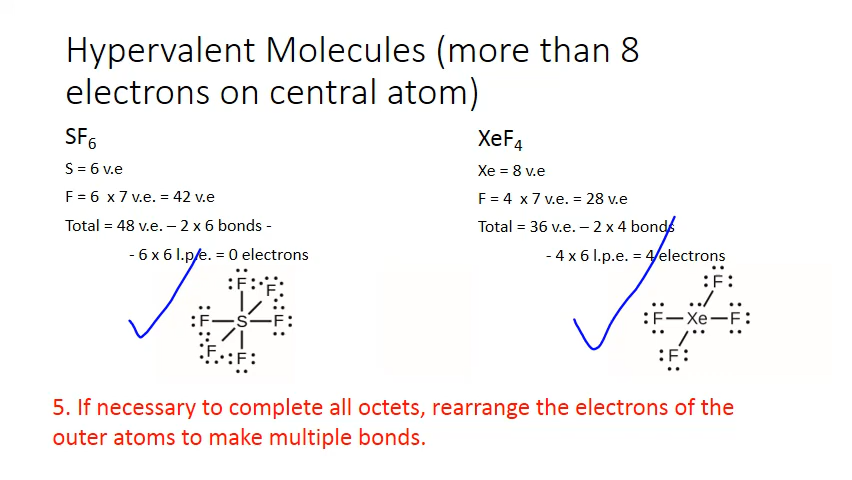 Hypervalent Molecules (more than 8
electrons on central atom)
SF6
S = 6 v.e
F = 6 x 7 v.e. = 42 v.e
Total = 48 v.e. – 2 x 6 bonds -
- 6 x 6 l.p.e. = 0 electrons
F
F
F S F
F
F
XeF4
Xe = 8 v.e
F = 4 x 7 v.e. = 28 v.e
Total = 36 v.e. – 2 x 4 bonds
- 4 x 6 l.p.e. = 4 electrons
F
F Xe F
F
5. If necessary to complete all octets, rearrange the electrons of the
outer atoms to make multiple bonds.